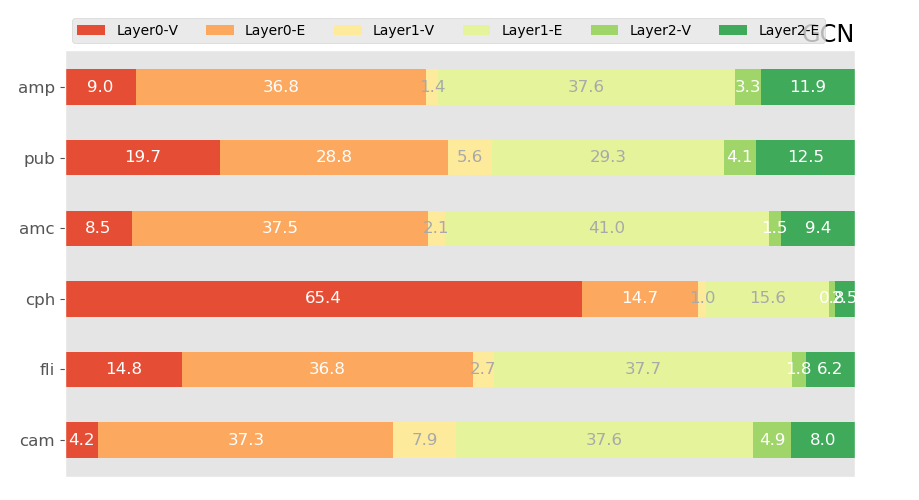 Layer0-V Layer0-E Layer1-V Layer1-E Layer2-V Layer2-E GCN
amp 9.0 36.8 1.4 37.6 3.3 11.9
pub 19.7 28.8 5.6 29.3 4.1 12.5
amc 8.5 37.5 2.1 41.0 1.5 9.4
cph 65.4 14.7 1.0 15.6
fli 14.8 36.8 2.7 37.7 1.8 6.2
cam 4.2 37.3 7.9 37.6 4.9 8.0